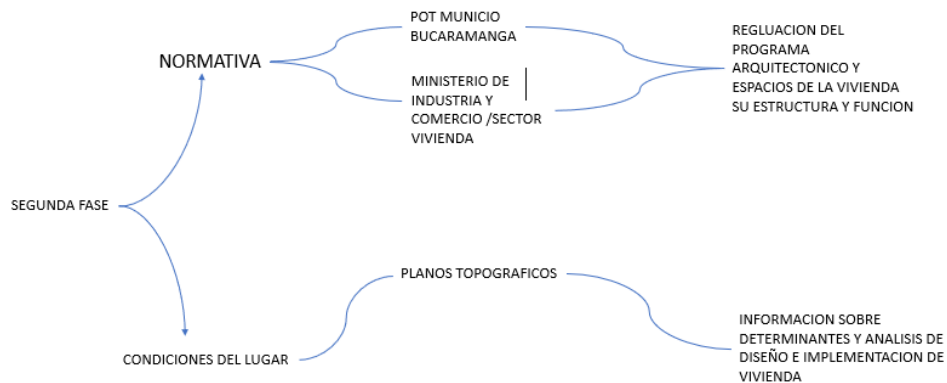 SEGUNDA FASE
NORMATIVA
POT MUNICIO
BUCARAMANGA
MINISTERIO DE
INDUSTRIA Y
COMERCIO /SECTOR
VIVIENDA
REGLUACION DEL
PROGRAMA
ARQUITECTONICO Y
ESPACIOS DE LA VIVIENDA
SU ESTRUCTURA Y FUNCION
CONDICIONES DEL LUGAR
PLANOS TOPOGRAFICOS
INFORMACION SOBRE
DETERMINANTES Y ANALISIS DE
DISEÑO E IMPLEMENTACION DE
VIVIENDA